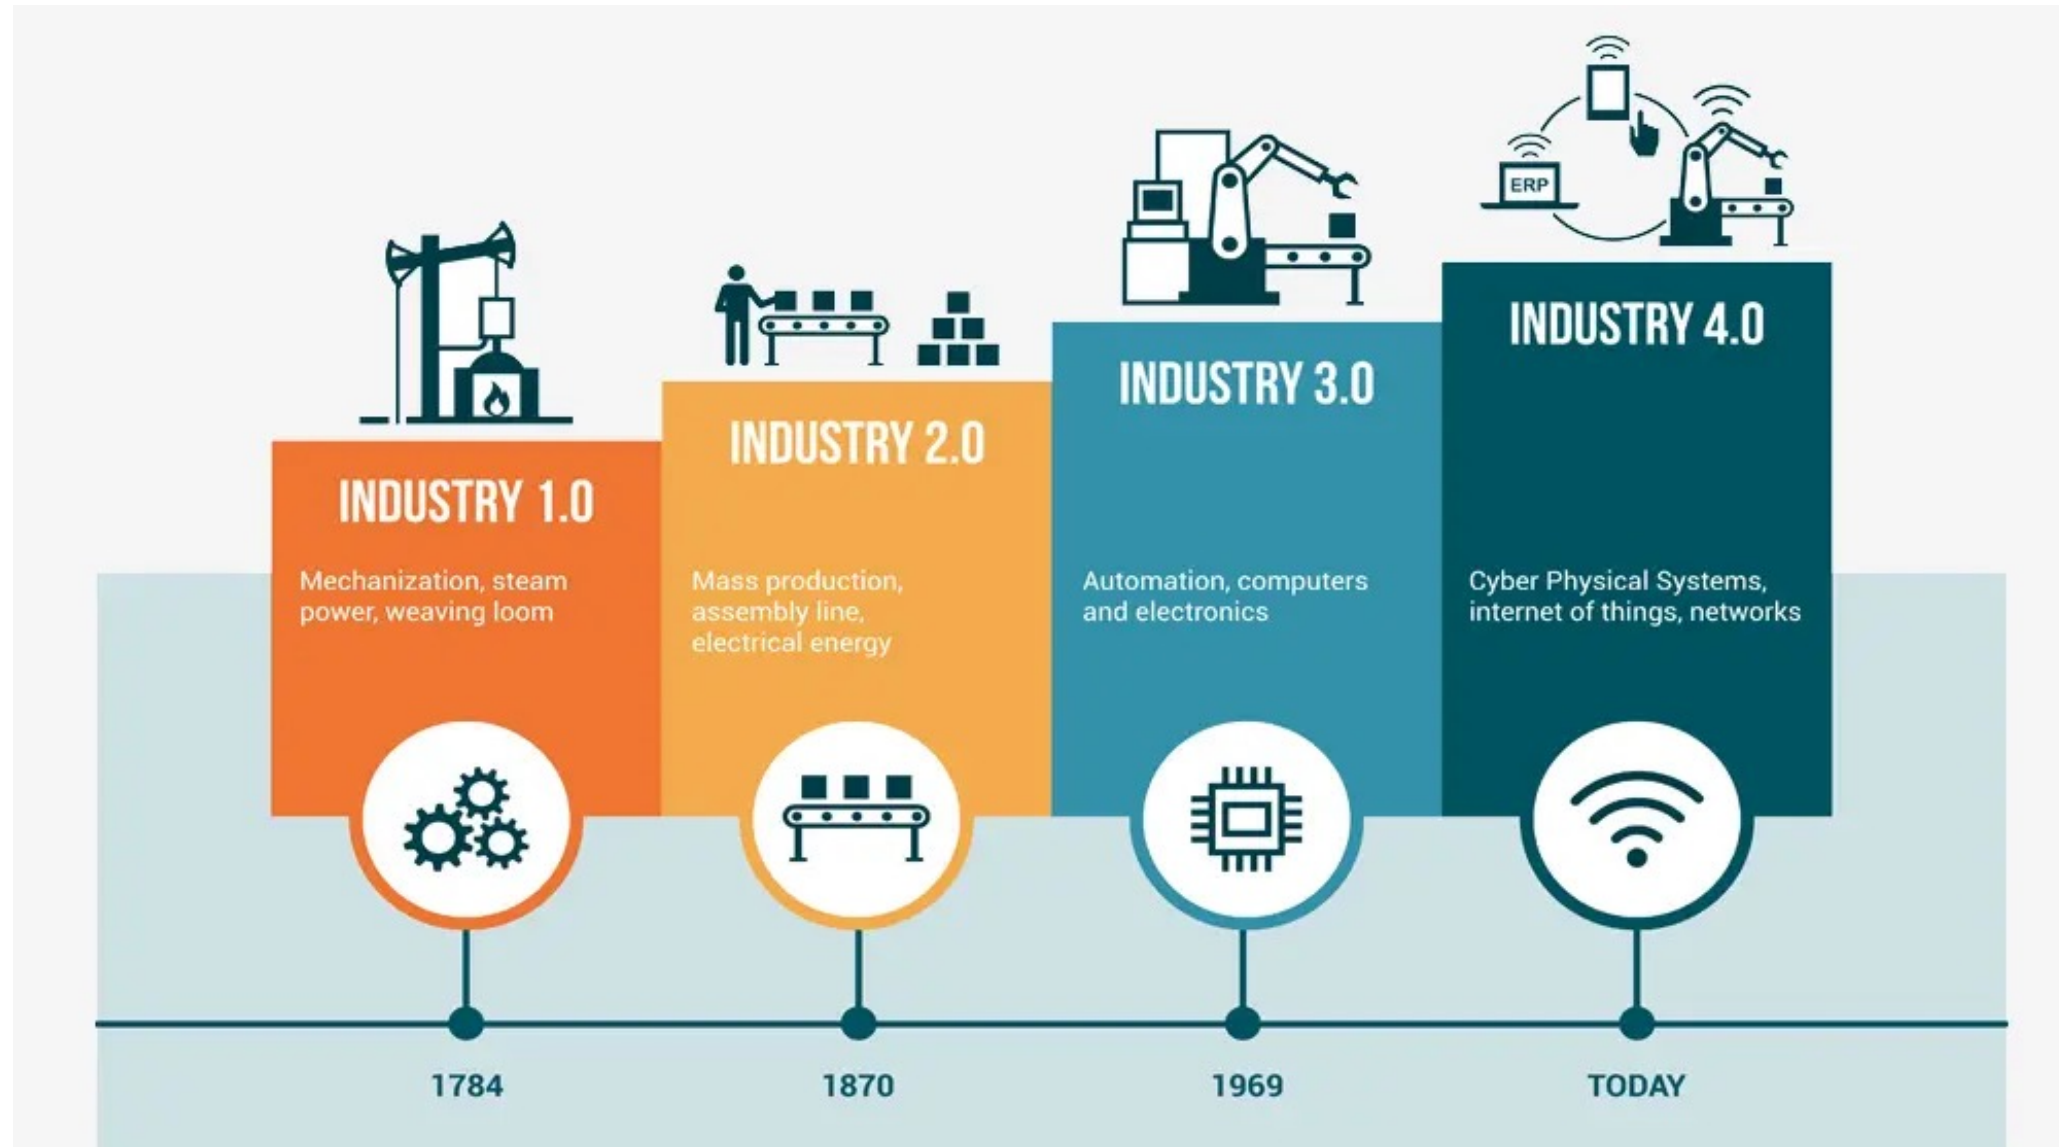 ERP
INDUSTRY 1.0
Mechanization, steam
power, weaving loom
INDUSTRY 2.0
Mass production,
assembly line,
electrical energy
INDUSTRY 3.0
Automation, computers
and electronics
INDUSTRY 4.0
Cyber Physical Systems,
internet of things, networks
1784
1870
1969
TODAY